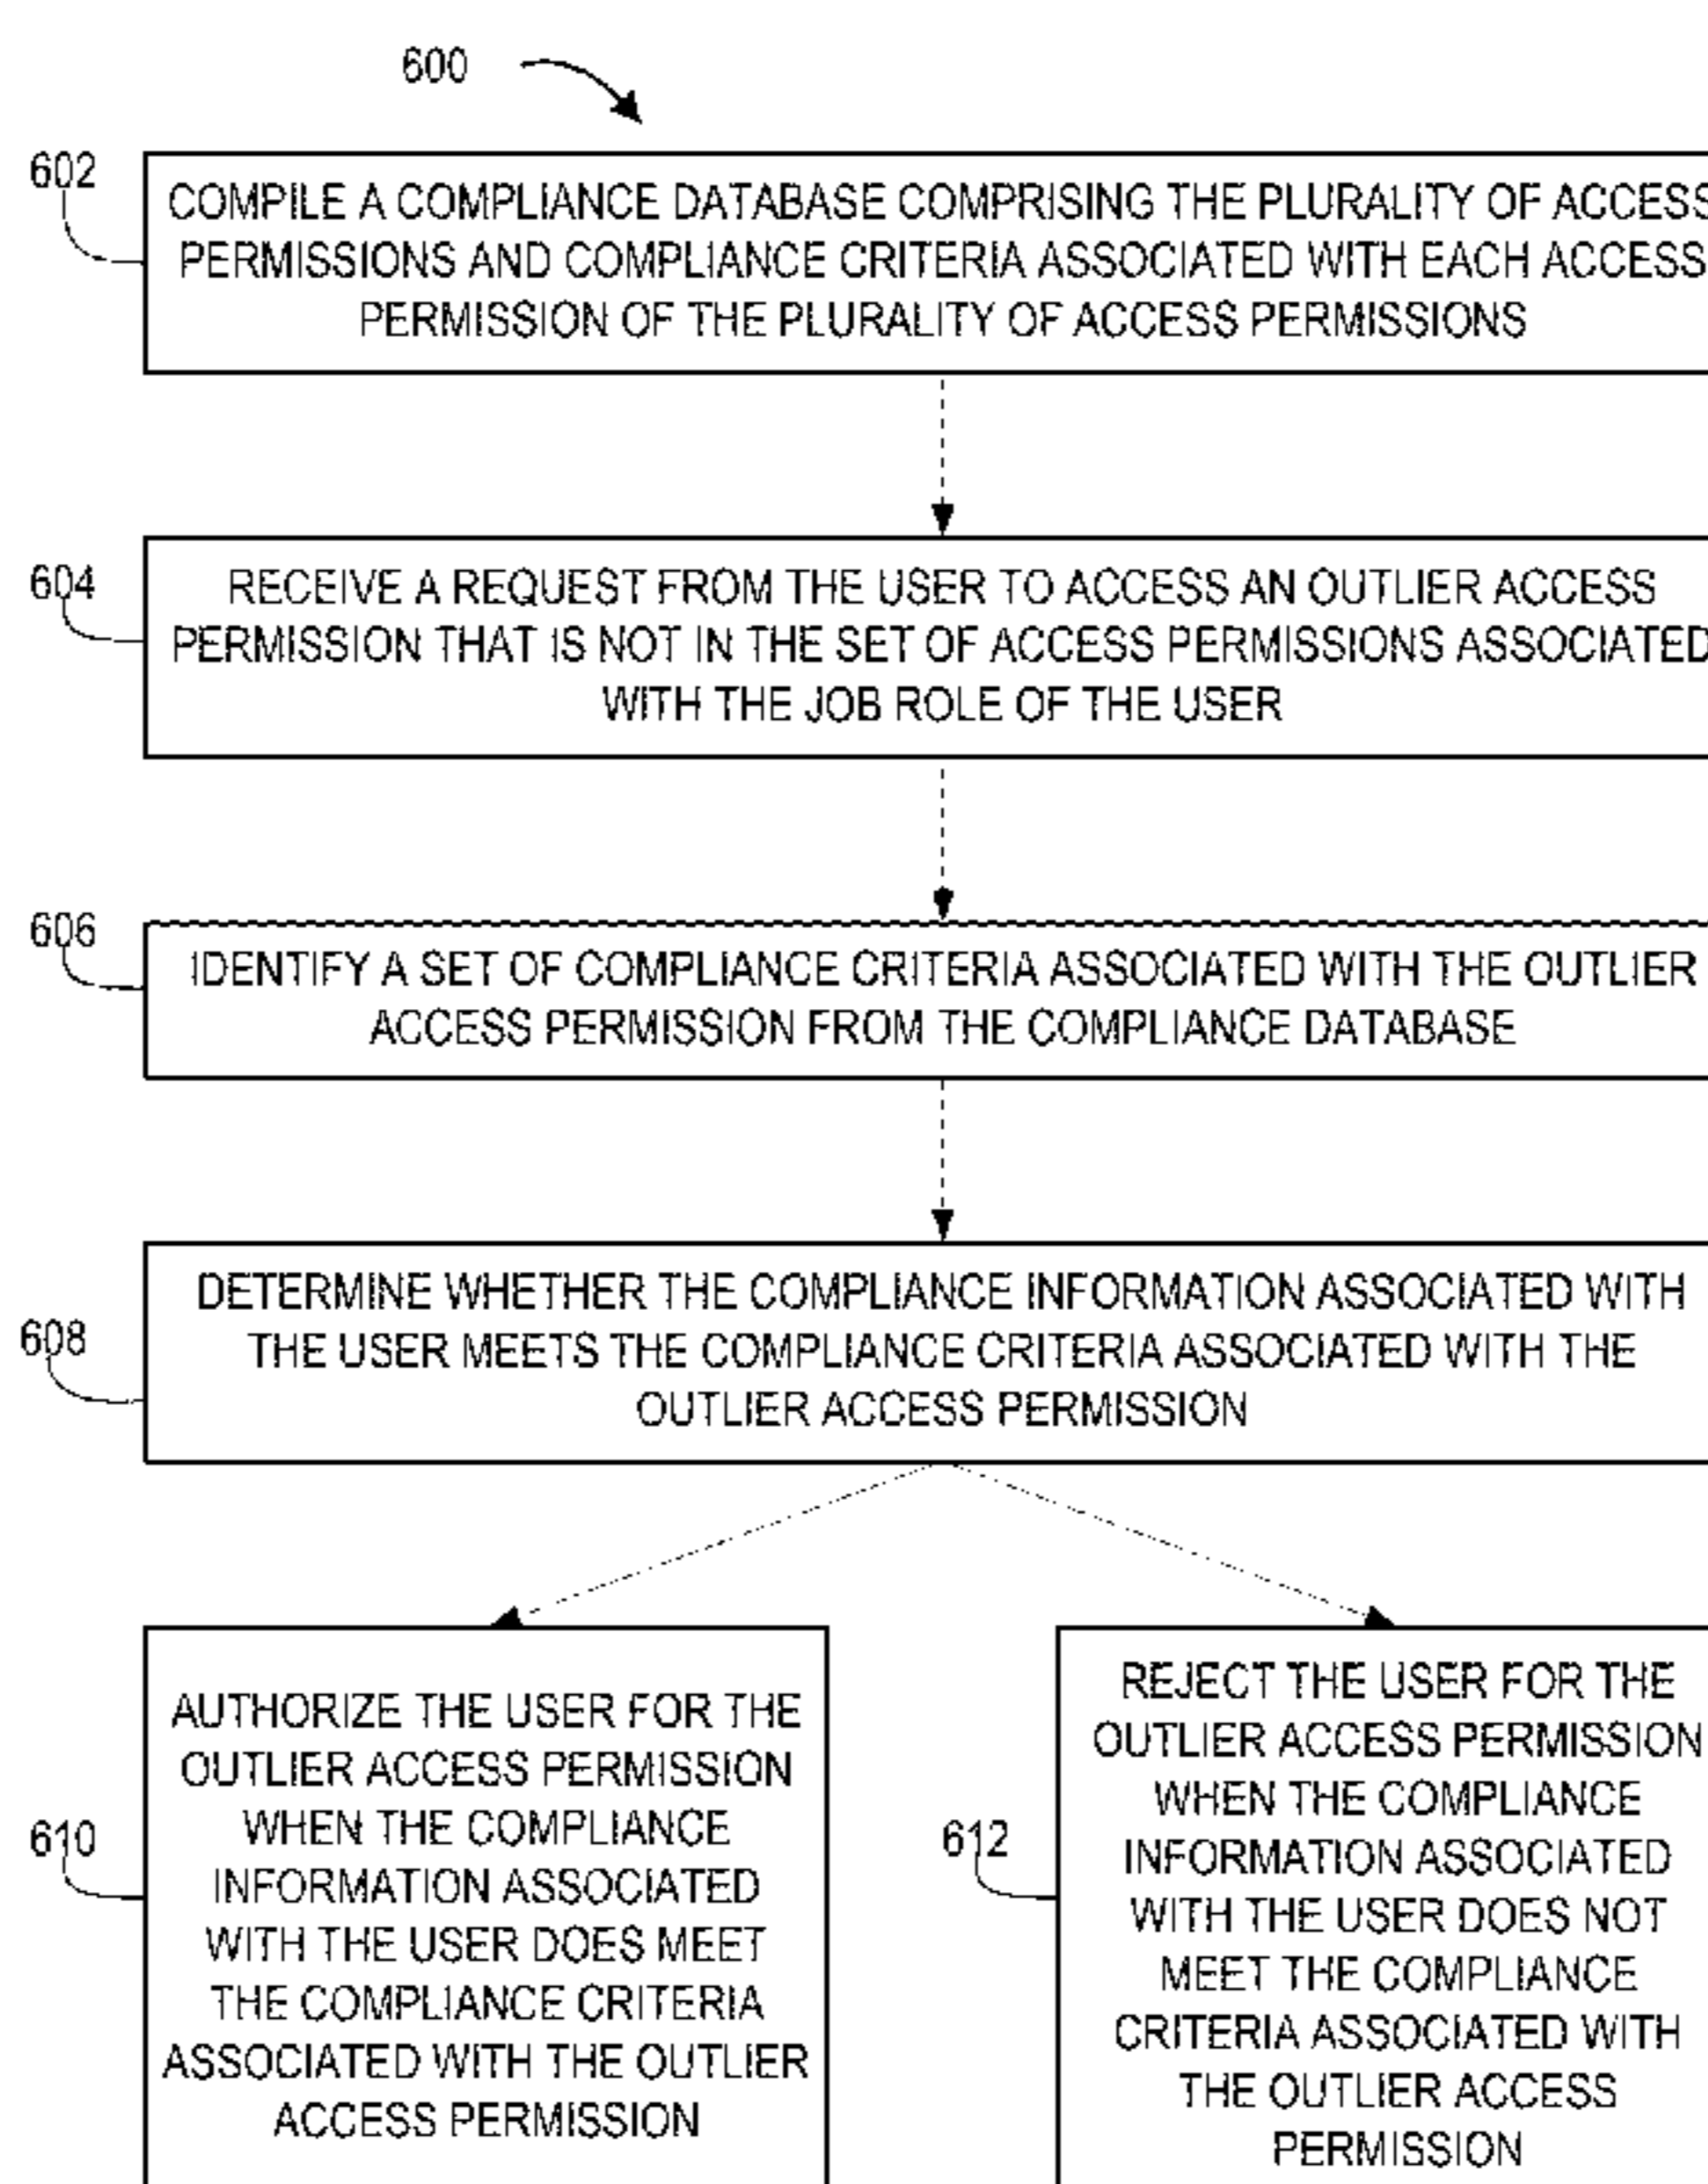 600
602
COMPILE A COMPLIANCE DATABASE COMPRISING THE PLURALITY OF ACCESS
PERMISSIONS AND COMPLIANCE CRITERIA ASSOCIATED WITH EACH ACCESS
PERMISSION OF THE PLURALITY OF ACCESS PERMISSIONS
604
RECEIVE A REQUEST FROM THE USER TO ACCESS AN OUTLIER ACCESS
PERMISSION THAT IS NOT IN THE SET OF ACCESS PERMISSIONS ASSOCIATED
WITH THE JOB ROLE OF THE USER
606
IDENTIFY A SET OF COMPLIANCE CRITERIA ASSOCIATED WITH THE OUTLIER
ACCESS PERMISSION FROM THE COMPLIANCE DATABASE
608
DETERMINE WHETHER THE COMPLIANCE INFORMATION ASSOCIATED WITH
THE USER MEETS THE COMPLIANCE CRITERIA ASSOCIATED WITH THE
OUTLIER ACCESS PERMISSION
610
AUTHORIZE THE USER FOR THE
OUTLIER ACCESS PERMISSION
WHEN THE COMPLIANCE
INFORMATION ASSOCIATED
WITH THE USER DOES MEET
THE COMPLIANCE CRITERIA
ASSOCIATED WITH THE OUTLIER
ACCESS PERMISSION
612
REJECT THE USER FOR THE
OUTLIER ACCESS PERMISSION
WHEN THE COMPLIANCE
INFORMATION ASSOCIATED
WITH THE USER DOES NOT
MEET THE COMPLIANCE
CRITERIA ASSOCIATED WITH
THE OUTLIER ACCESS
PERMISSION